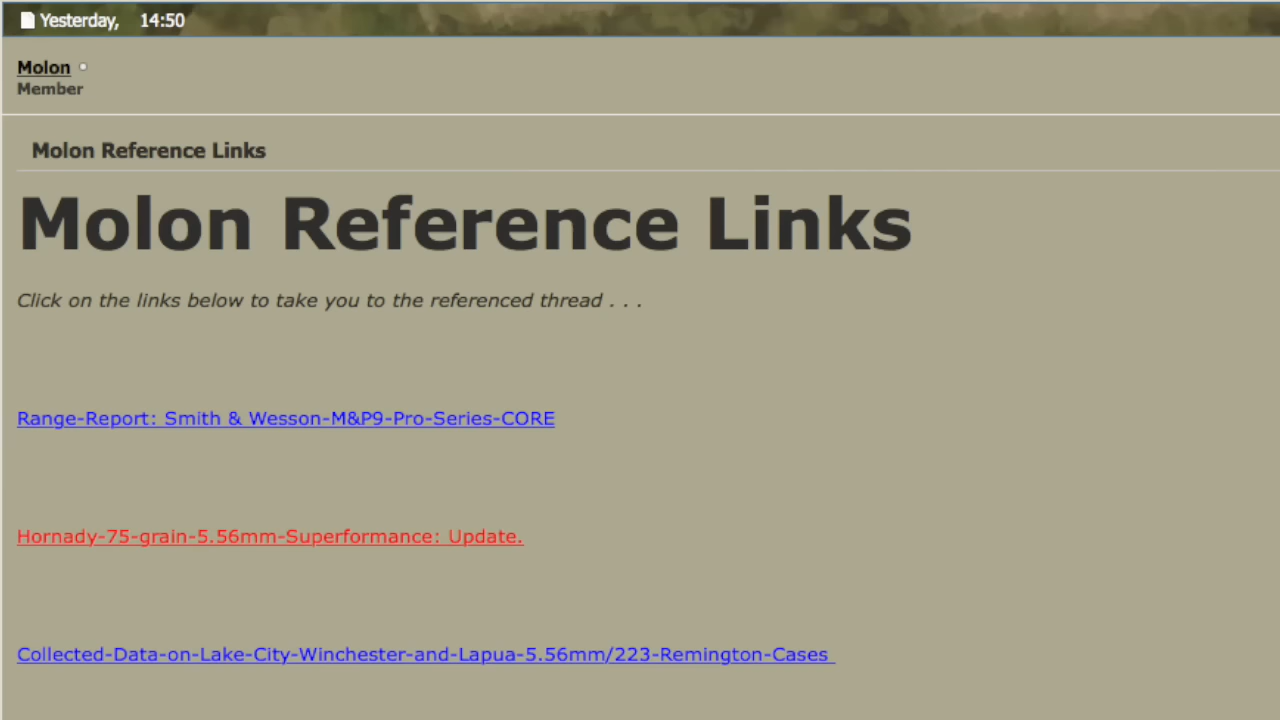 Yesterday, 14:50
Molon
Member
Molon Reference Links
Molon Reference Links
Click on the links below to take you to the referenced thread . . .
Range-Report: Smith & Wesson-M&P9-Pro-Series-CORE
Hornady-75-grain-5.56mm-Superformance: Update.
Collected-Data-on-Lake-City-Winchester-and-Lapua-5.56mm/223-Remington-Cases